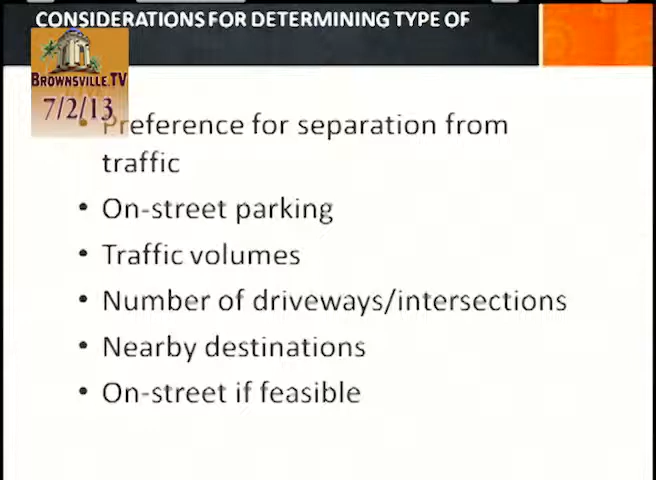 CONSIDERATIONS FOR DETERMINING TYPE OF
BROWNSVILLE.TV
7/2/13
Preference for separation from
traffic
• On-street parking
• Traffic volumes
• Number of driveways/intersections
• Nearby destinations
• On-street if feasible